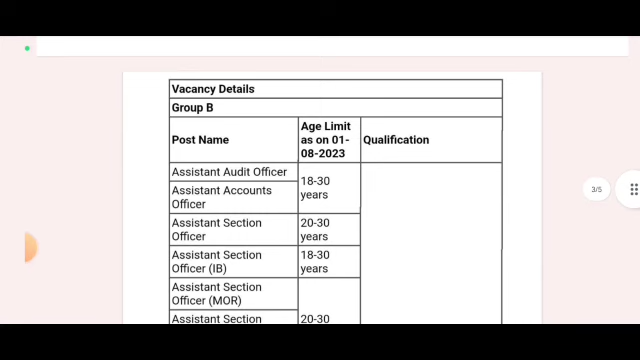 Vacancy Details
Group B
Post Name
Age Limit
as on 01-
08-2023
Qualification
Assistant Audit Officer
18-30
years
Assistant Accounts
Officer
Assistant Section
Officer
20-30
years
Assistant Section
Officer (IB)
18-30
years
Assistant Section
Officer (MOR)
Assistant Section
20-30
3/5